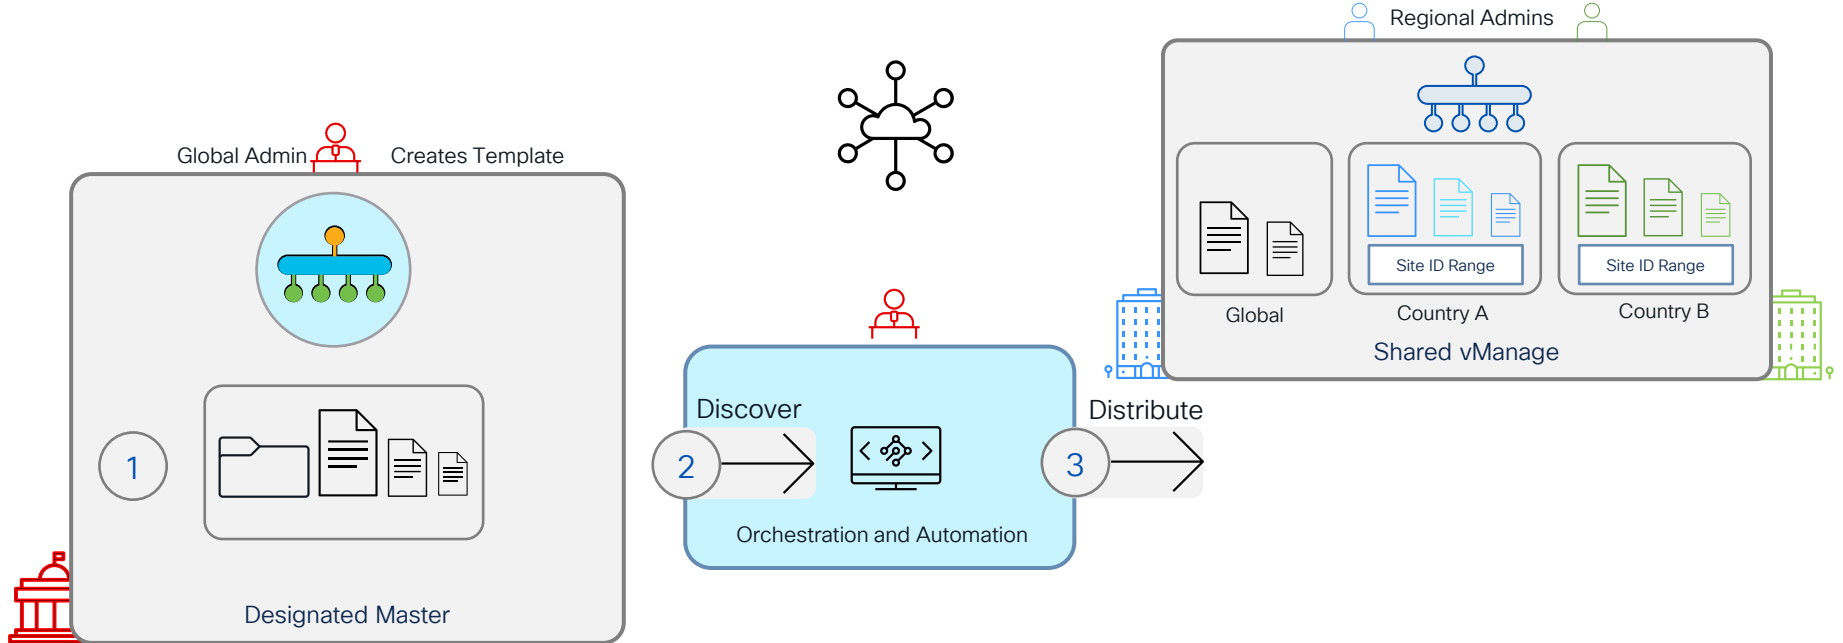 Global Admin
Creates Template
1
Designated Master
Discover
2
Orchestration and Automation
Distribute
3
Regional Admins
Global
Site ID Range
Country A
Site ID Range
Country B
Shared vManage